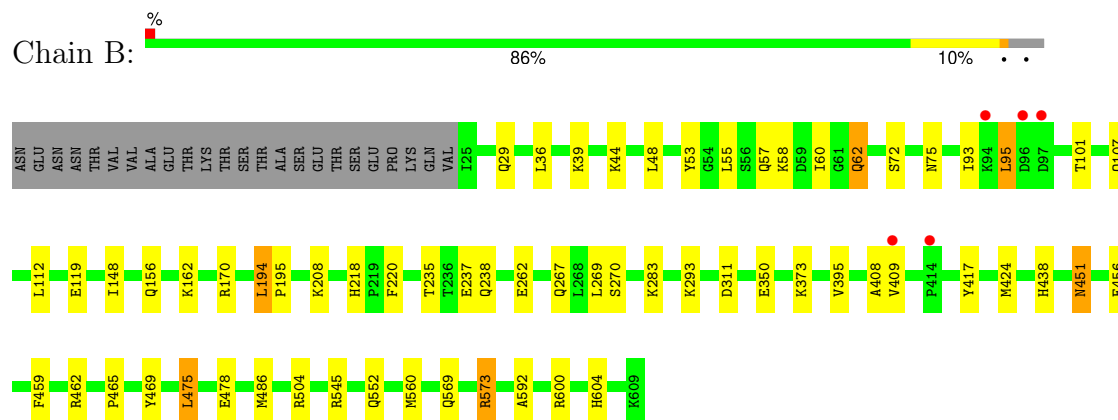 %
Chain B:
86% 10% • •
ASN GLU ASN ASN THR VAL VAL ALA GLU THR LYS THR SER THR ALA SER GLU THR SER GLU PRO LYS GLN VAL I25 Q29 L36 K39 K44 L48 Y53 G54 L55 S56 Q57 K58 D59 I60 G61 Q62 S72 N75 I93 K94 L95 D96 D97 T101
L112 E119 I148 Q156 K162 R170 L194 P195 K208 H218 P219 F220 T235 T236 E237 Q238 E262 Q267 L268 L269 S270 K283 K293 D311 E350 K373 V395 A408 V409 P414 Y417 M424 H438 N451
F459 R462 P465 Y469 L475 E478 M486 R504 R545 Q552 M560 Q569 R573 A592 R600 H604 K609